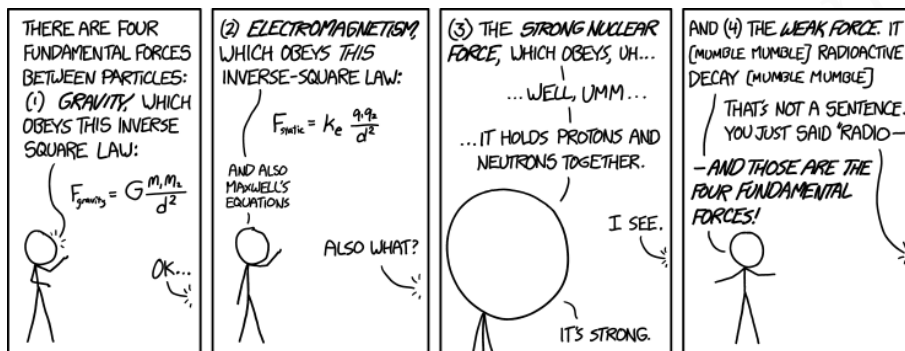 THERE ARE FOUR
FUNDAMENTAL FORCES
BETWEEN PARTICLES:
(1) GRAVITY, WHICH
OBEYS THIS INVERSE
SQUARE LAW:
F_gravity = G m₁m₂/d²
OK...
(2) ELECTROMAGNETISM,
WHICH OBEYS THIS
INVERSE-SQUARE LAW:
F_static = kₑ q₁q₂/d²
AND ALSO
MAXWELL'S
EQUATIONS
ALSO WHAT?
(3) THE STRONG NUCLEAR
FORCE, WHICH OBEYS, UH...
...WELL, UMM...
...IT HOLDS PROTONS AND
NEUTRONS TOGETHER.
I SEE.
IT'S STRONG.
AND (4) THE WEAK FORCE. IT
[MUMBLE MUMBLE] RADIOACTIVE
DECAY [MUMBLE MUMBLE]
THAT'S NOT A SENTENCE.
YOU JUST SAID "RADIO—
—AND THOSE ARE THE
FOUR FUNDAMENTAL
FORCES!